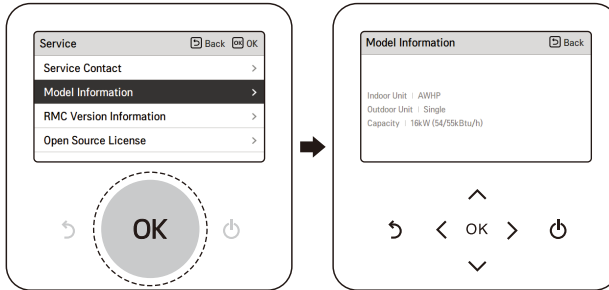 Service Back OK OK
Service Contact
Model Information
RMC Version Information
Open Source License
OK
Model Information Back
Indoor Unit | AWHP
Outdoor Unit | Single
Capacity | 16kW (54/55kBtu/h)
OK